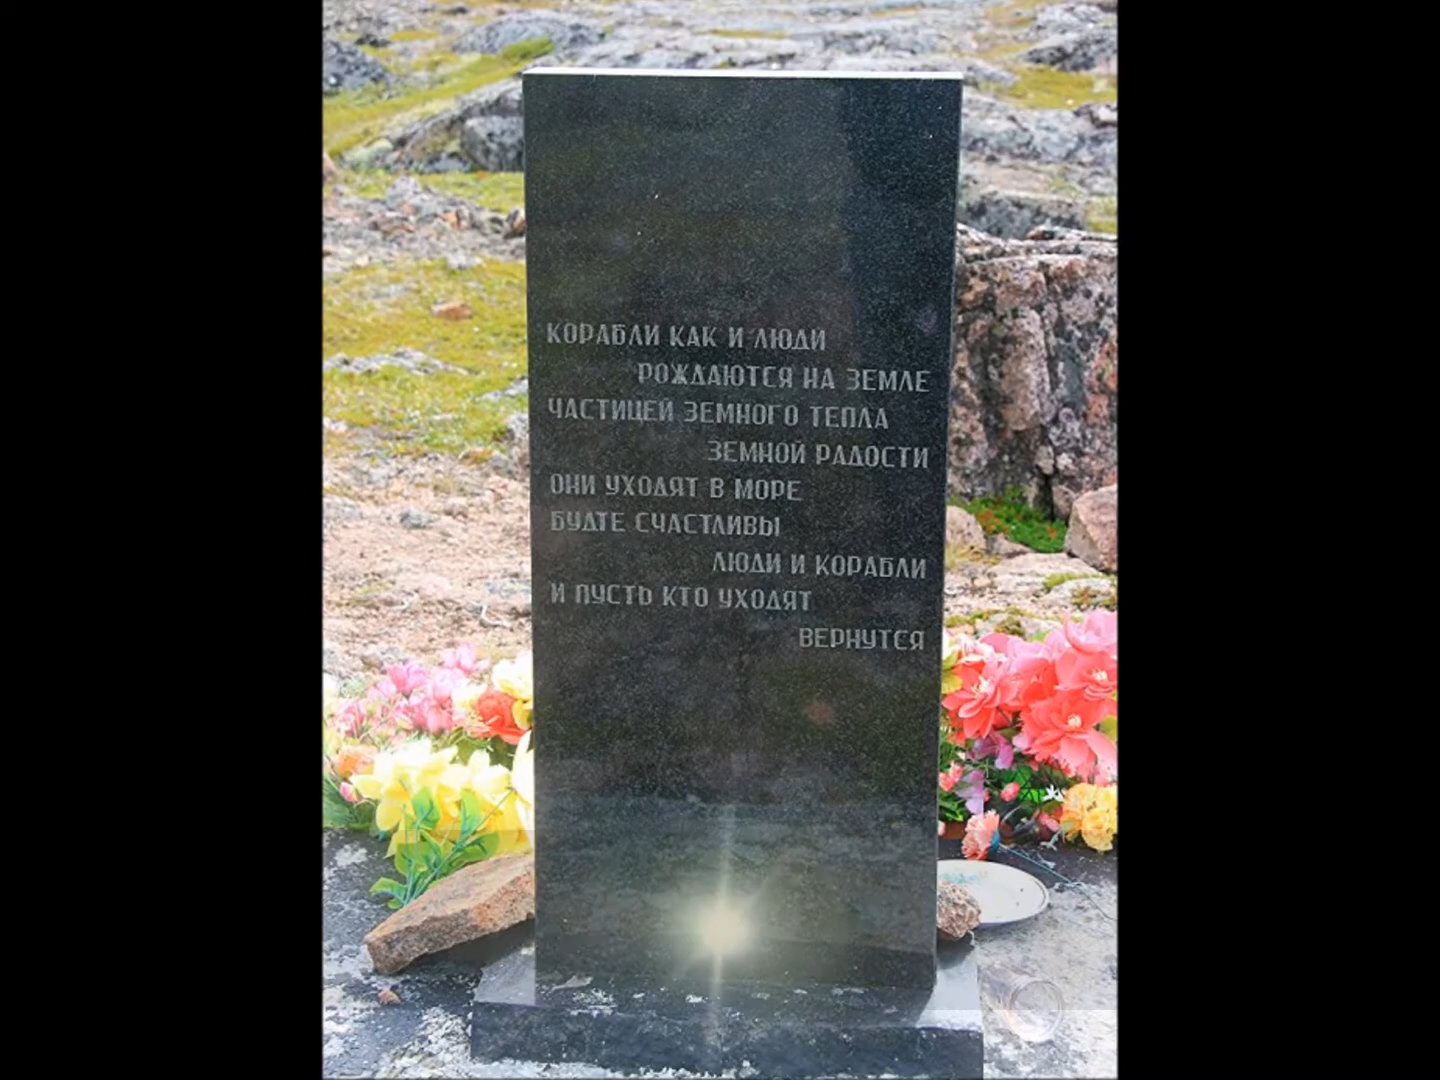 КОРАБЛИ КАК И ЛЮДИ
РОЖДАЮТСЯ НА ЗЕМЛЕ
ЧАСТИЦЕЙ ЗЕМНОГО ТЕПЛА
ЗЕМНОЙ РАДОСТИ
ОНИ УХОДЯТ В МОРЕ
БУДТЕ СЧАСТЛИВЫ
ЛЮДИ И КОРАБЛИ
И ПУСТЬ КТО УХОДЯТ
ВЕРНУТСЯ